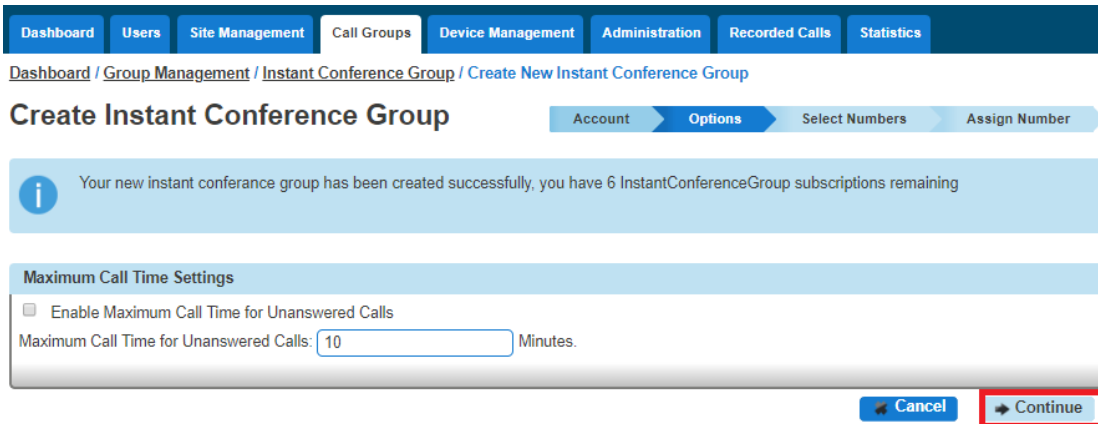 Dashboard Users Site Management Call Groups Device Management Administration Recorded Calls Statistics
Dashboard / Group Management / Instant Conference Group / Create New Instant Conference Group
Create Instant Conference Group
Account Options Select Numbers Assign Number
Your new instant conferance group has been created successfully, you have 6 InstantConferenceGroup subscriptions remaining
Maximum Call Time Settings
Enable Maximum Call Time for Unanswered Calls
Maximum Call Time for Unanswered Calls: 10 Minutes.
Cancel Continue